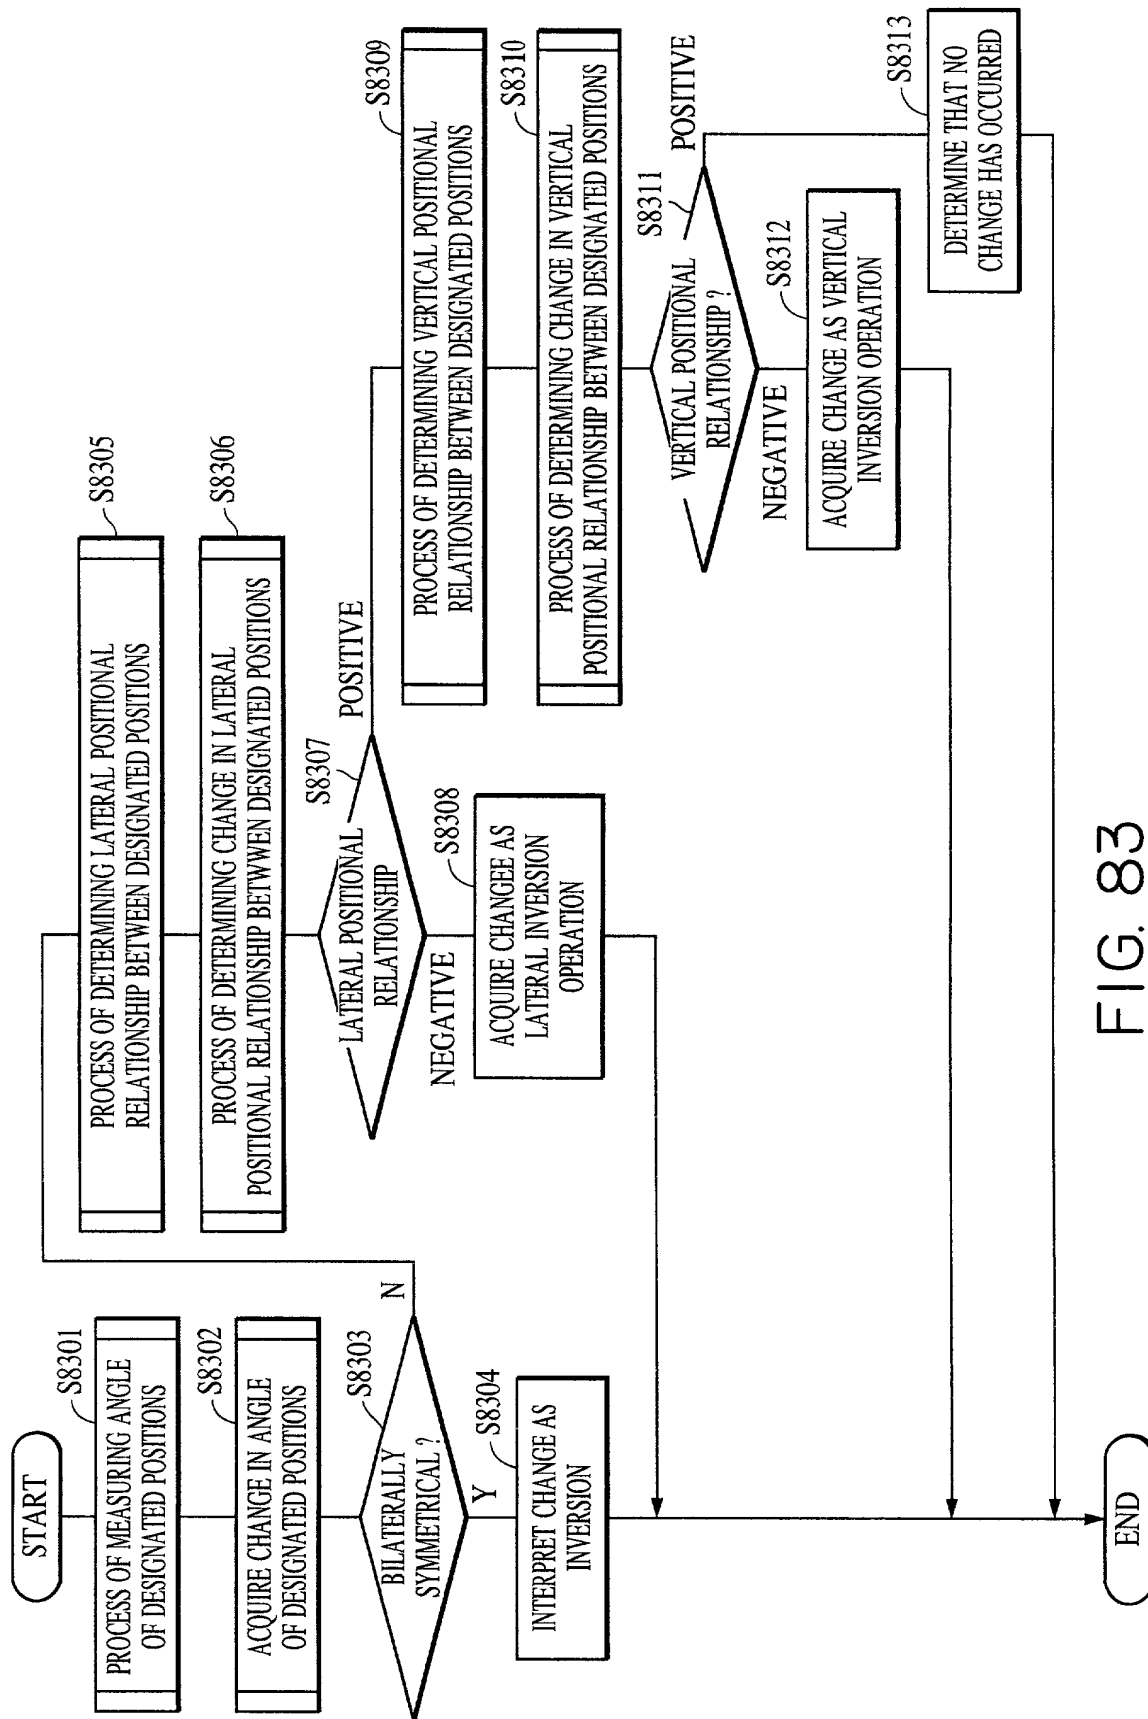 START
PROCESS OF MEASURING ANGLE
OF DESIGNATED POSITIONS
S8301
ACQUIRE CHANGE IN ANGLE
OF DESIGNATED POSITIONS
S8302
BILATERALLY
SYMMETRICAL ?
S8303
N
Y
INTERPRET CHANGE AS
INVERSION
S8304
PROCESS OF DETERMINING LATERAL POSITIONAL
RELATIONSHIP BETWEEN DESIGNATED POSITIONS
S8305
PROCESS OF DETERMINING CHANGE IN LATERAL
POSITIONAL RELATIONSHIP BETWVEN DESIGNATED POSITIONS
S8306
LATERAL POSITIONAL
RELATIONSHIP
S8307
POSITIVE
NEGATIVE
ACQUIRE CHANGEE AS
LATERAL INVERSION
OPERATION
S8308
PROCESS OF DETERMINING VERTICAL POSITIONAL
RELATIONSHIP BETWEEN DESIGNATED POSITIONS
S8309
PROCESS OF DETERMINING CHANGE IN VERTICAL
POSITIONAL RELATIONSHIP BETWEEN DESIGNATED POSITIONS
S8310
VERTICAL POSITIONAL
RELATIONSHIP ?
S8311
POSITIVE
NEGATIVE
ACQUIRE CHANGE AS VERTICAL
INVERSION OPERATION
S8312
DETERMINE THAT NO
CHANGE HAS OCCURRED
S8313
END
FIG. 83